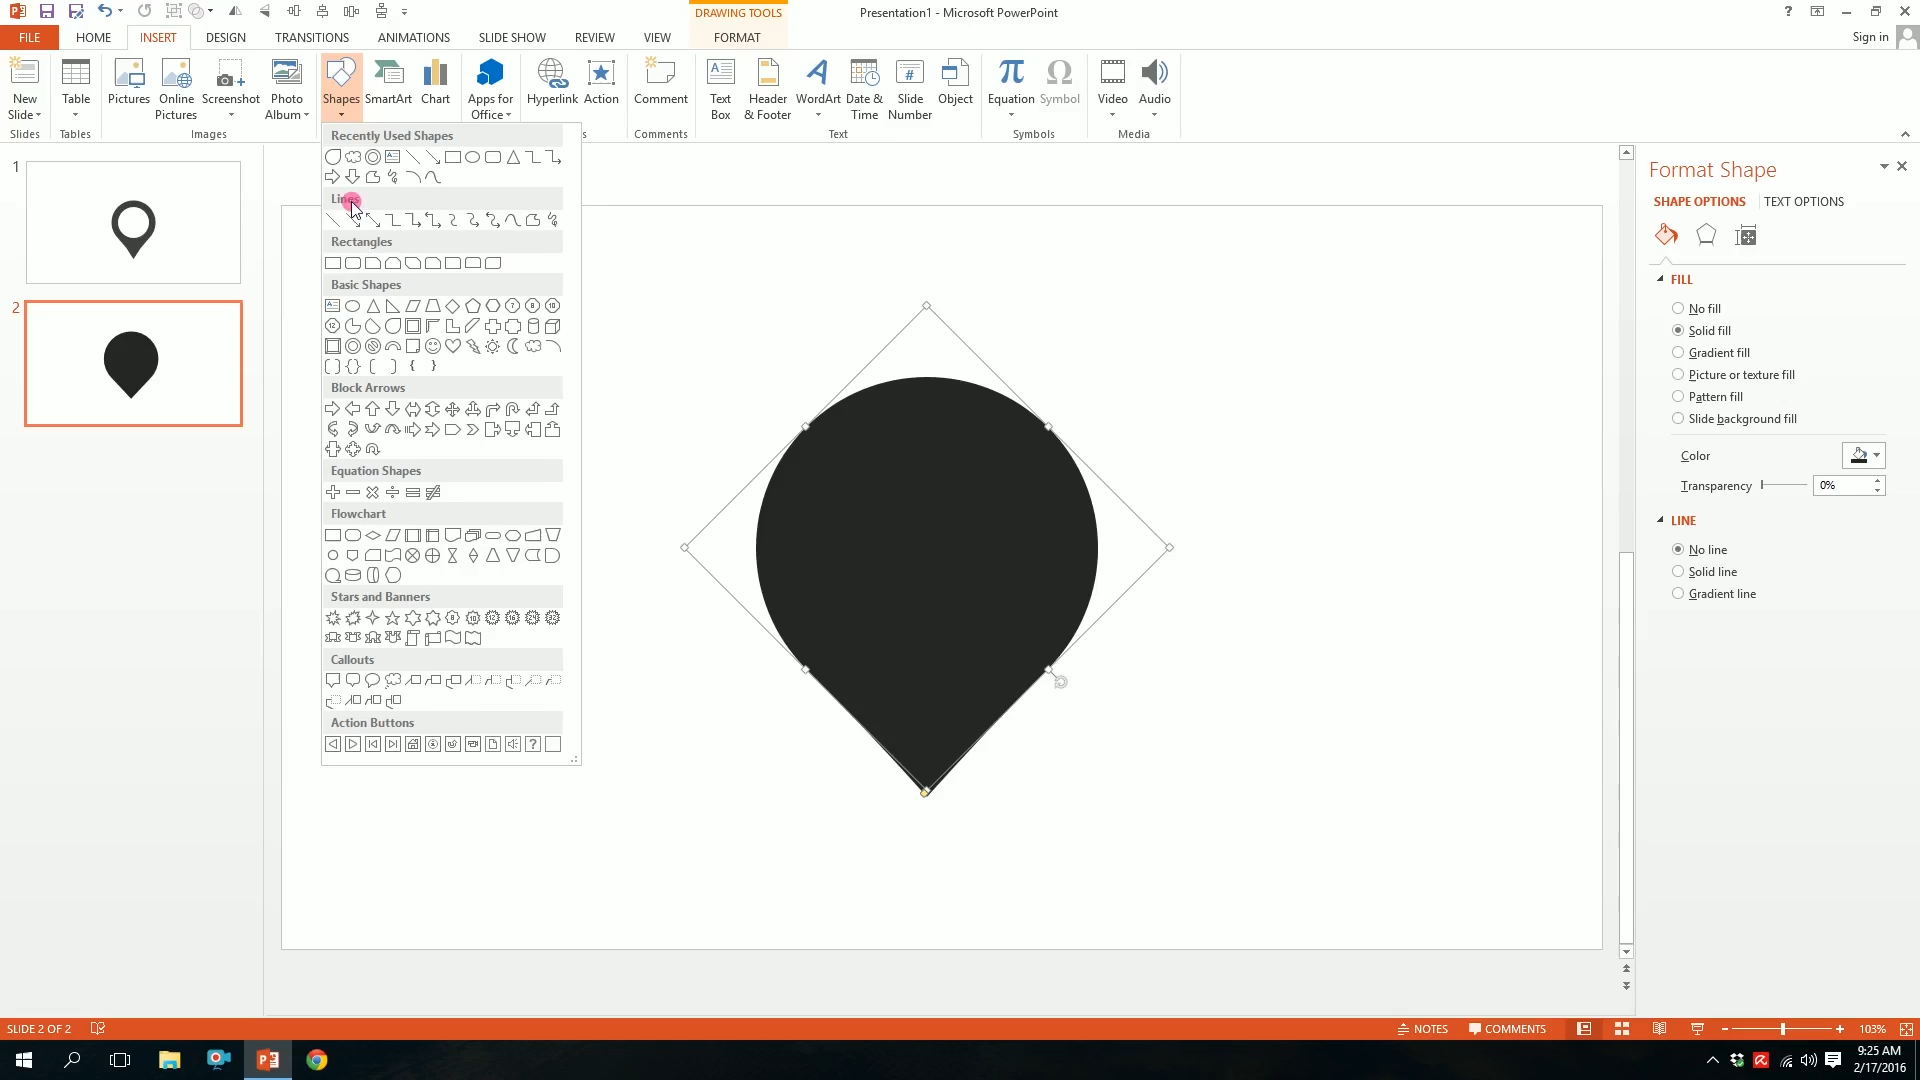 DRAWING TOOLS
Presentation1 - Microsoft PowerPoint
?
FILE
HOME
INSERT
DESIGN
TRANSITIONS
ANIMATIONS
SLIDE SHOW
REVIEW
VIEW
FORMAT
Sign in
New Slide
Table
Pictures
Online Pictures
Screenshot
Photo Album
Shapes
SmartArt
Chart
Apps for Office
Hyperlink
Action
Comment
Text Box
Header & Footer
WordArt
Date & Time
Slide Number
Object
Equation
Symbol
Video
Audio
Slides
Tables
Images
s
Comments
Text
Symbols
Media
Recently Used Shapes
Lines
Rectangles
Basic Shapes
Block Arrows
Equation Shapes
Flowchart
Stars and Banners
Callouts
Action Buttons
1
2
Format Shape
SHAPE OPTIONS
TEXT OPTIONS
FILL
No fill
Solid fill
Gradient fill
Picture or texture fill
Pattern fill
Slide background fill
Color
Transparency
0%
LINE
No line
Solid line
Gradient line
SLIDE 2 OF 2
NOTES
COMMENTS
103%
9:25 AM
2/17/2016